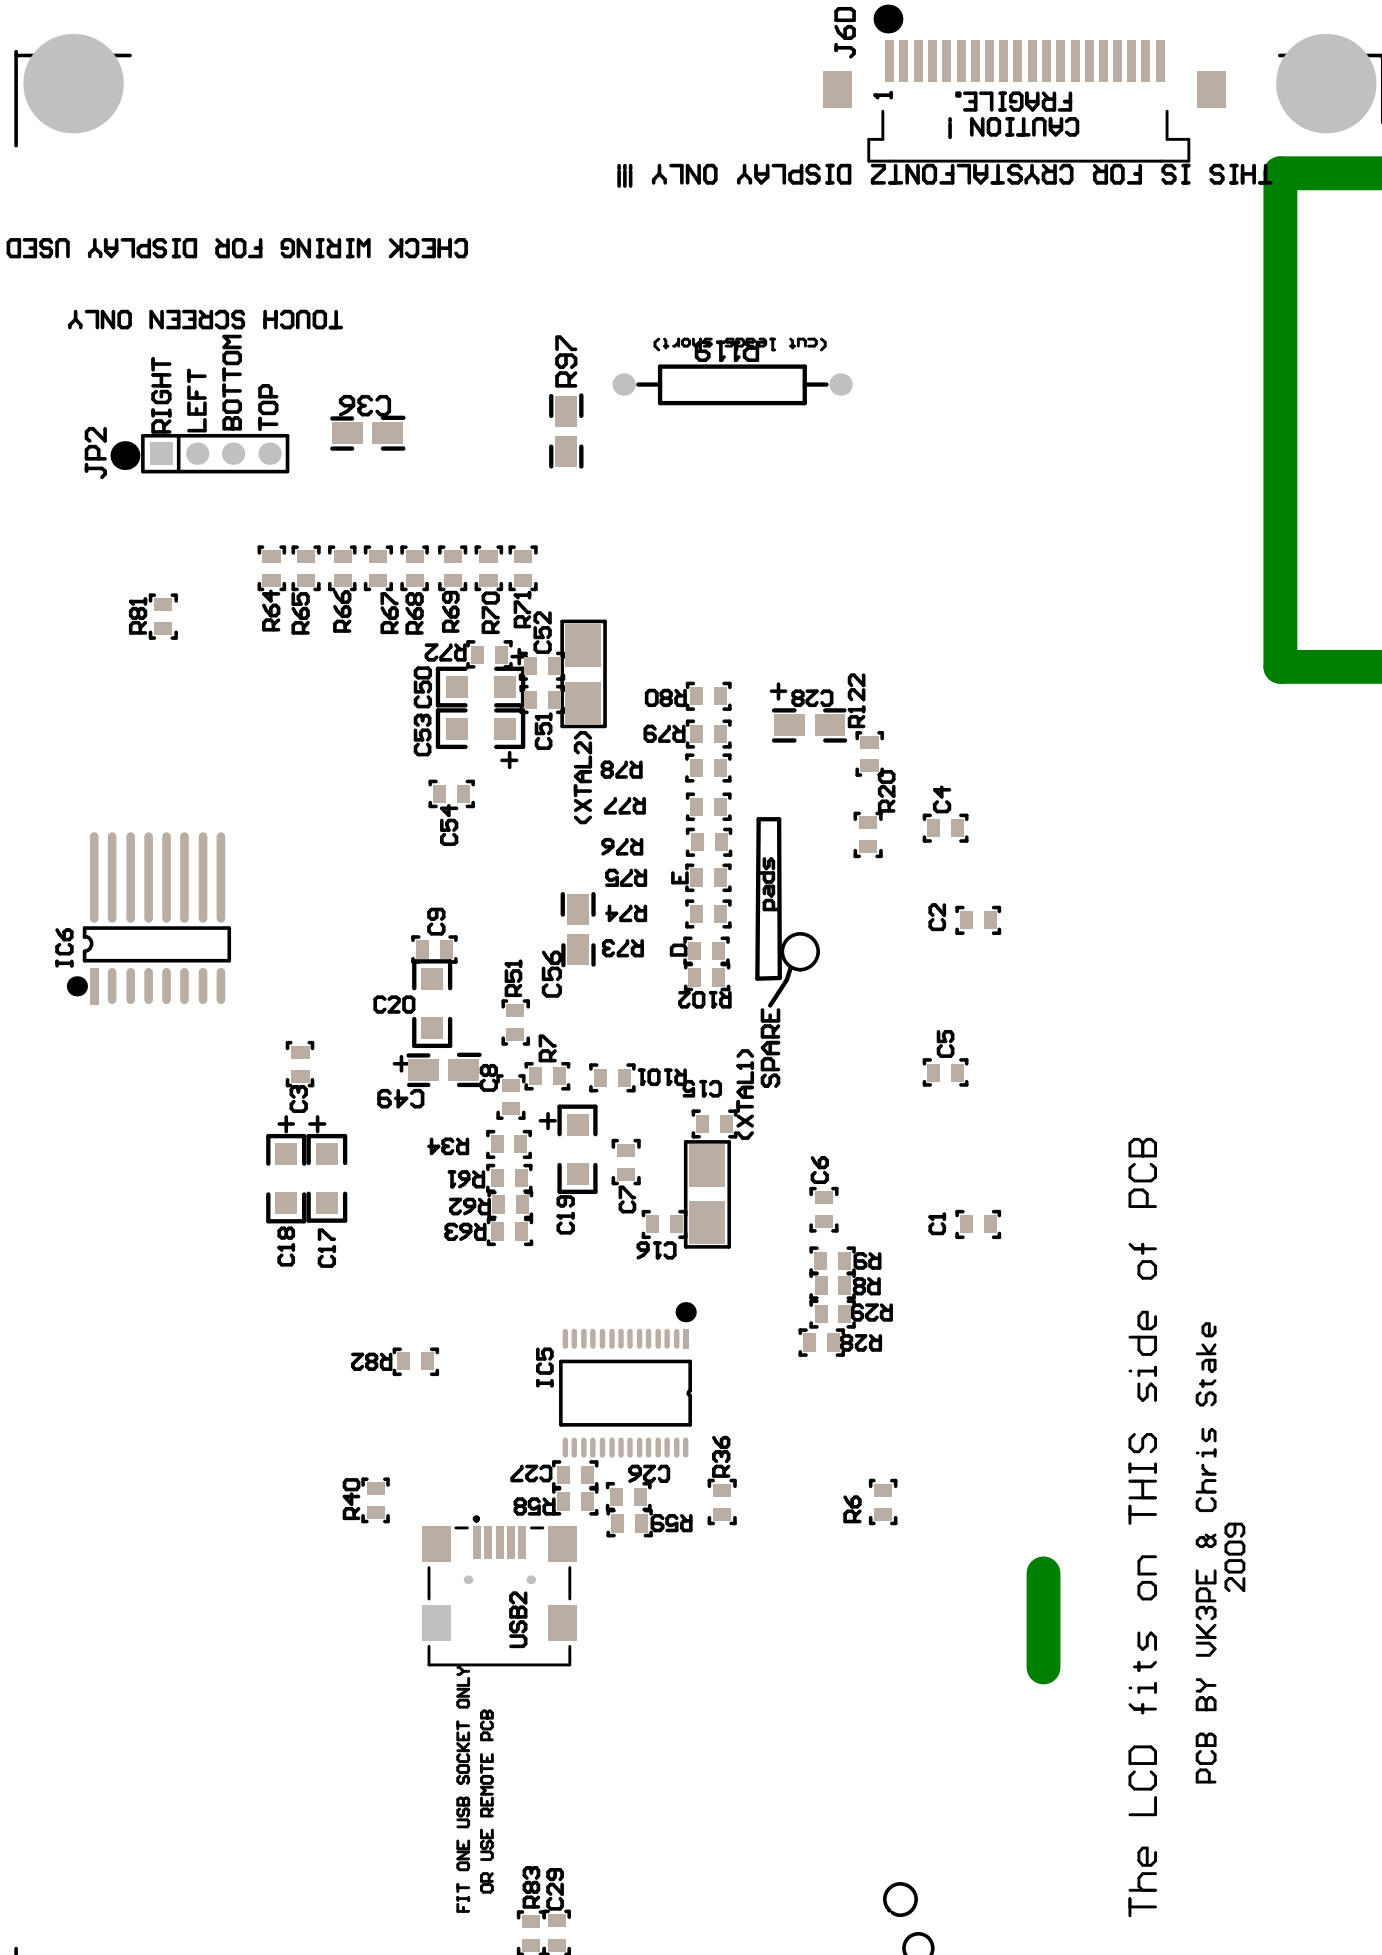 J6D
1
CAUTION !
FRAGILE.
THIS IS FOR CRYSTALFONTZ DISPLAY ONLY !!!
CHECK WIRING FOR DISPLAY USED
TOUCH SCREEN ONLY
RIGHT
LEFT
BOTTOM
TOP
JP2
C36
R97
(cut leads short)
R119
R81
R64
R65
R66
R67
R68
R69
R70
R71
R72
+
C52
C50
C53
C51
+
(XTAL2)
C54
R80
R79
R78
R77
R76
R75
E
R74
R73
D
R102
+
C28
R122
R20
C4
pads
C2
SPARE
IC6
C9
C20
R51
C56
C3
+
C49
C8
R7
R101
C15
(XTAL1)
C5
+
+
C18
C17
R34
R61
R62
R63
+
C19
C7
C16
C6
C1
R9
R8
R29
R28
R82
IC5
R40
C27
R58
C26
R59
R36
R6
USB2
FIT ONE USB SOCKET ONLY
OR USE REMOTE PCB
R83
C29
The LCD fits on THIS side of PCB
PCB BY VK3PE & Chris Stake
2009